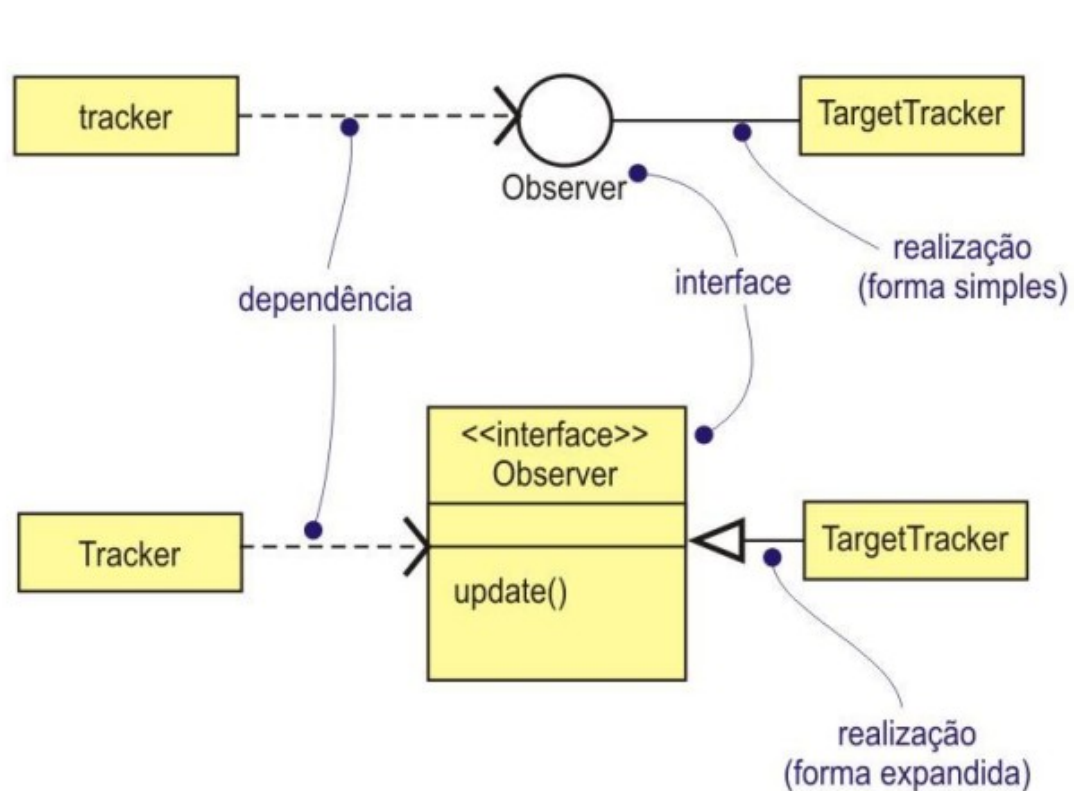 tracker
TargetTracker
Observer
realização
(forma simples)
interface
dependência
<<interface>>
Observer
Tracker
TargetTracker
update()
realização
(forma expandida)